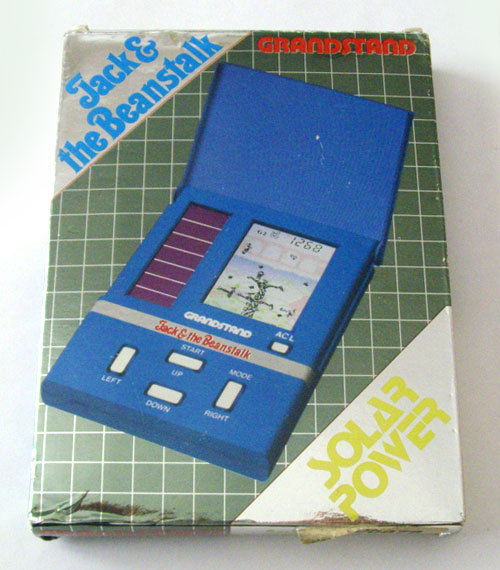 Jack &
the Beanstalk
GRANDSTAND
1268
GRANDSTAND
ACL
Jack & the Beanstalk
START
MODE
UP
LEFT
DOWN
RIGHT
SOLAR
POWER